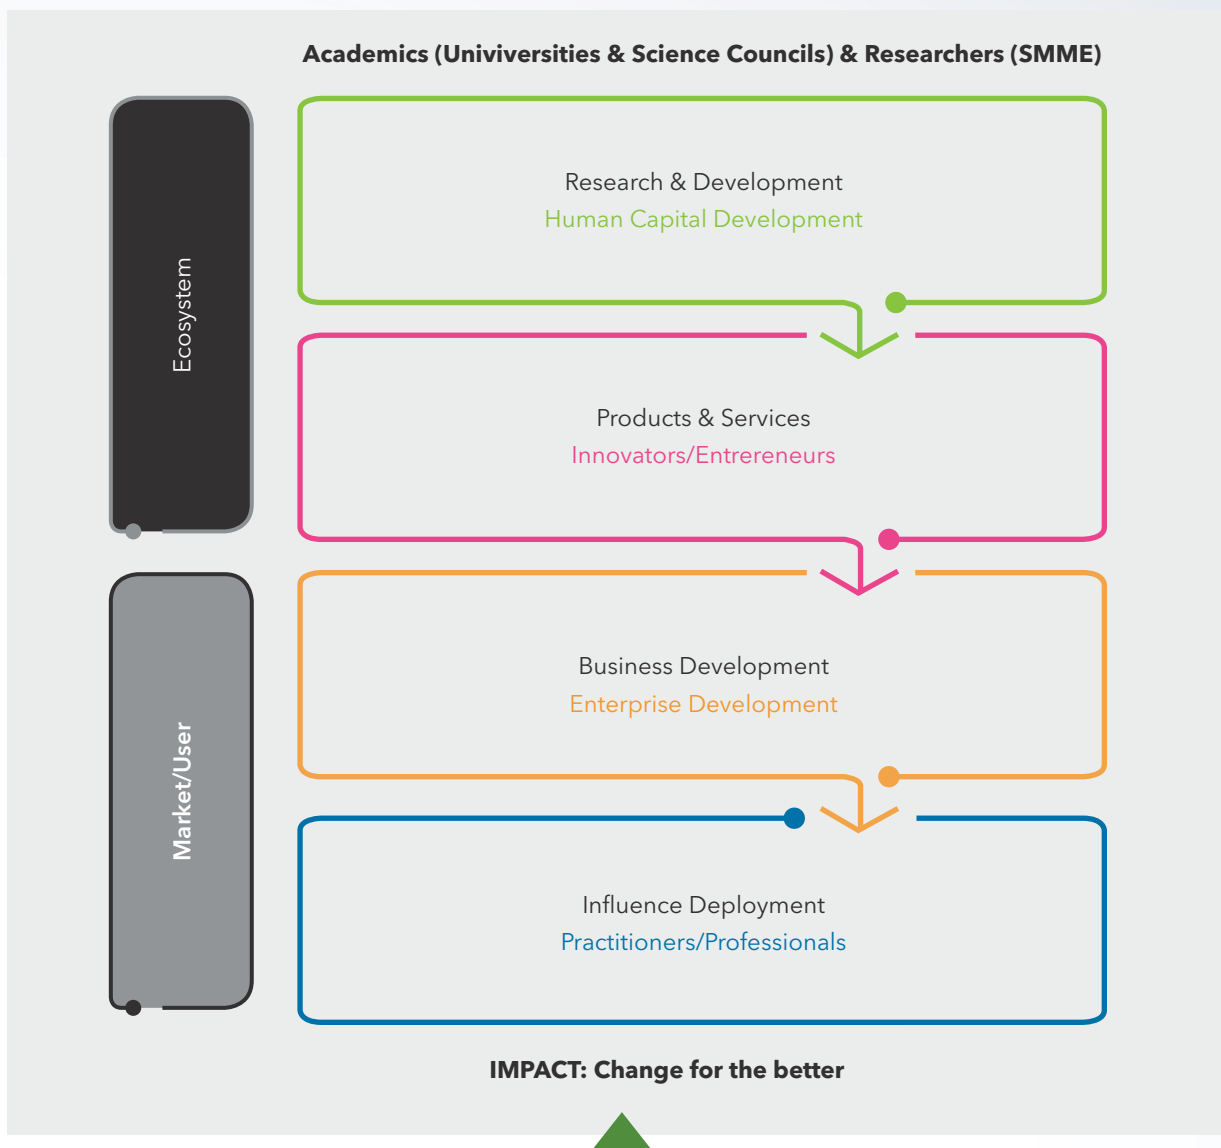 Academics (Univiversities & Science Councils) & Researchers (SMME)
Ecosystem
Research & Development
Human Capital Development
Products & Services
Innovators/Entrereneurs
Market/User
Business Development
Enterprise Development
Influence Deployment
Practitioners/Professionals
IMPACT: Change for the better